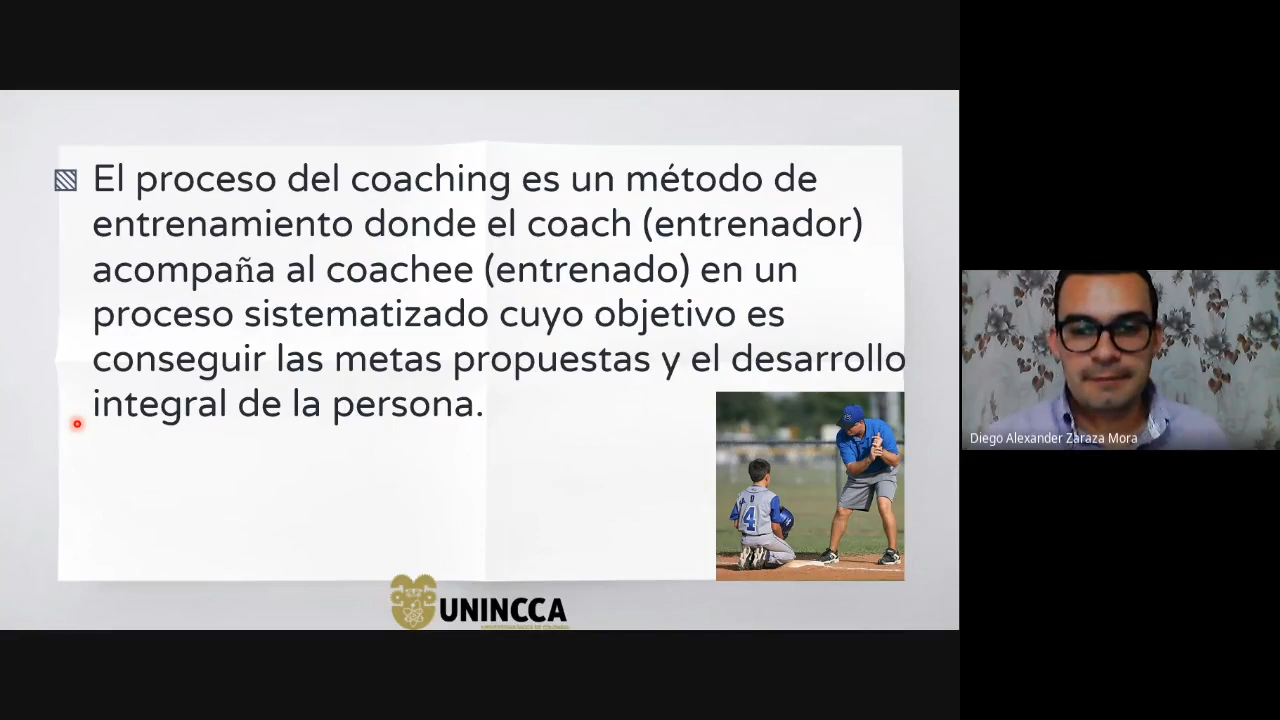 El proceso del coaching es un método de
entrenamiento donde el coach (entrenador)
acompaña al coachee (entrenado) en un
proceso sistematizado cuyo objetivo es
conseguir las metas propuestas y el desarrollo
integral de la persona.
4
UNINCCA
Diego Alexander Zaraza Mora